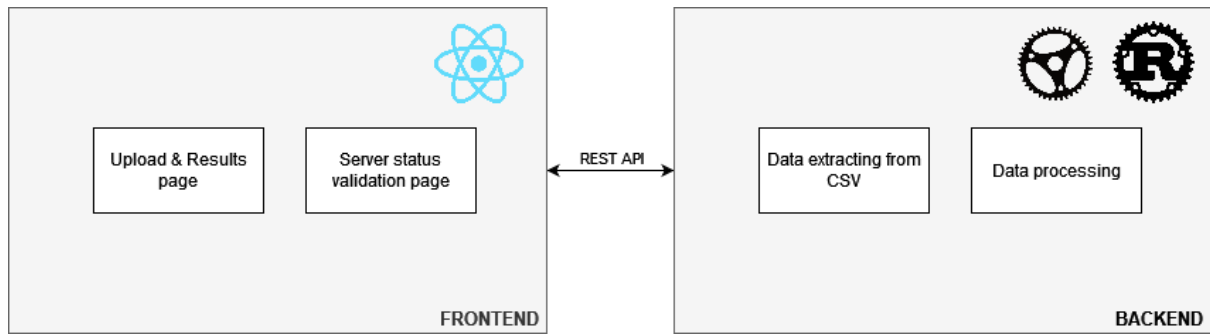 Upload & Results
page
Server status
validation page
FRONTEND
REST API
R
Data extracting from
CSV
Data processing
BACKEND